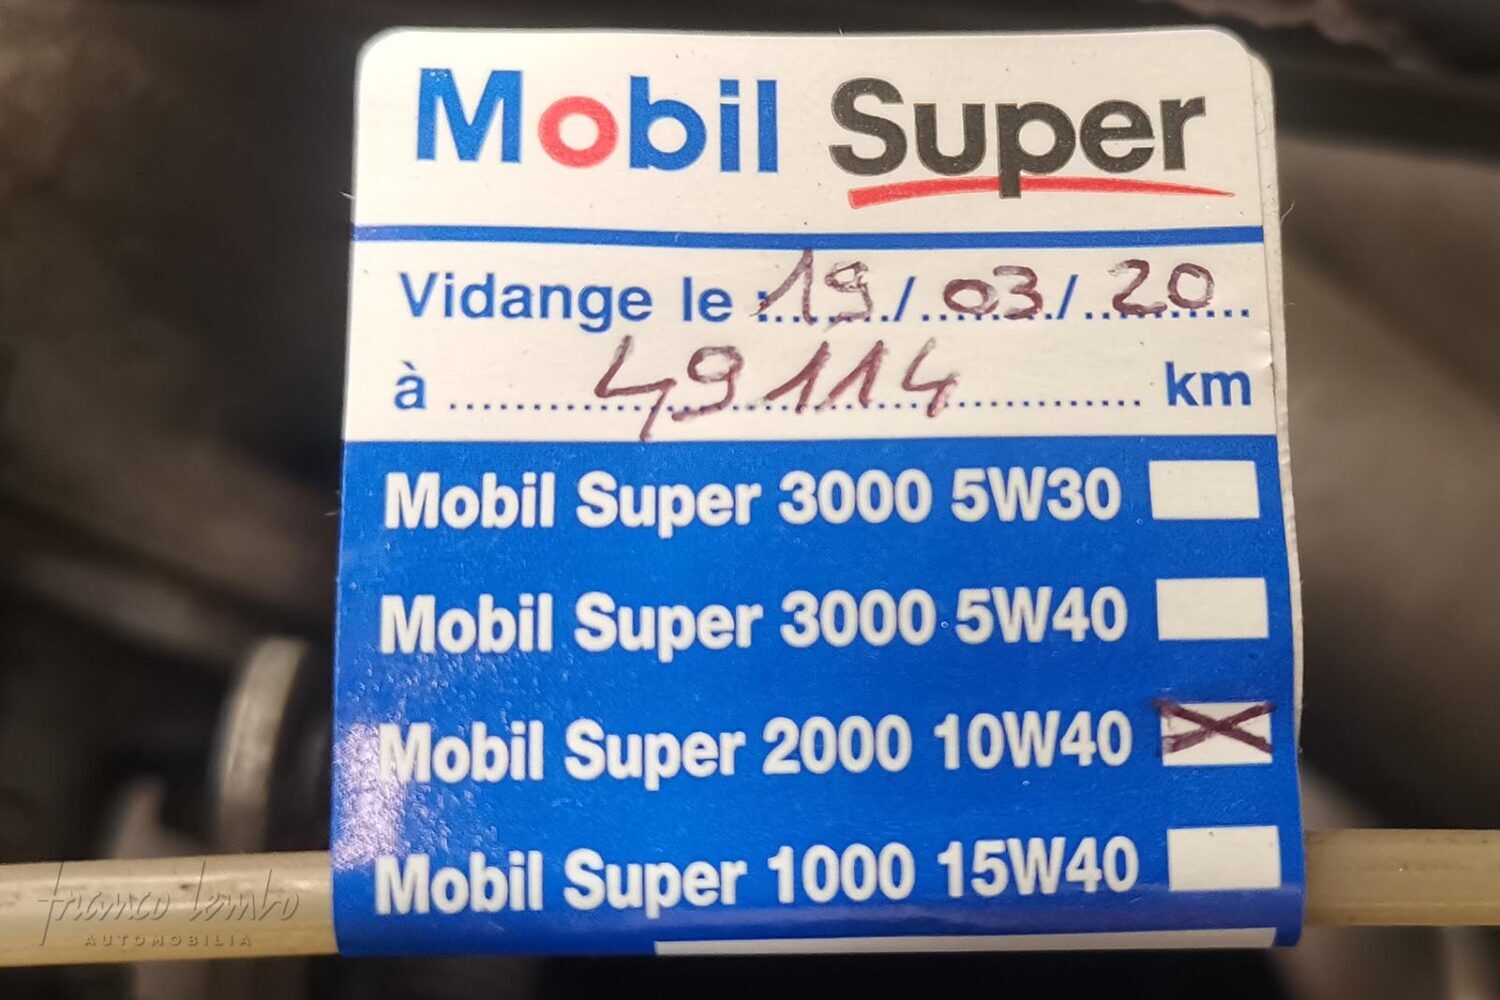 Mobil Super
Vidange le : 19 / 03 / 20
à 49114 km
Mobil Super 3000 5W30
Mobil Super 3000 5W40
Mobil Super 2000 10W40 X
Mobil Super 1000 15W40
franco lembo
AUTOMOBILIA